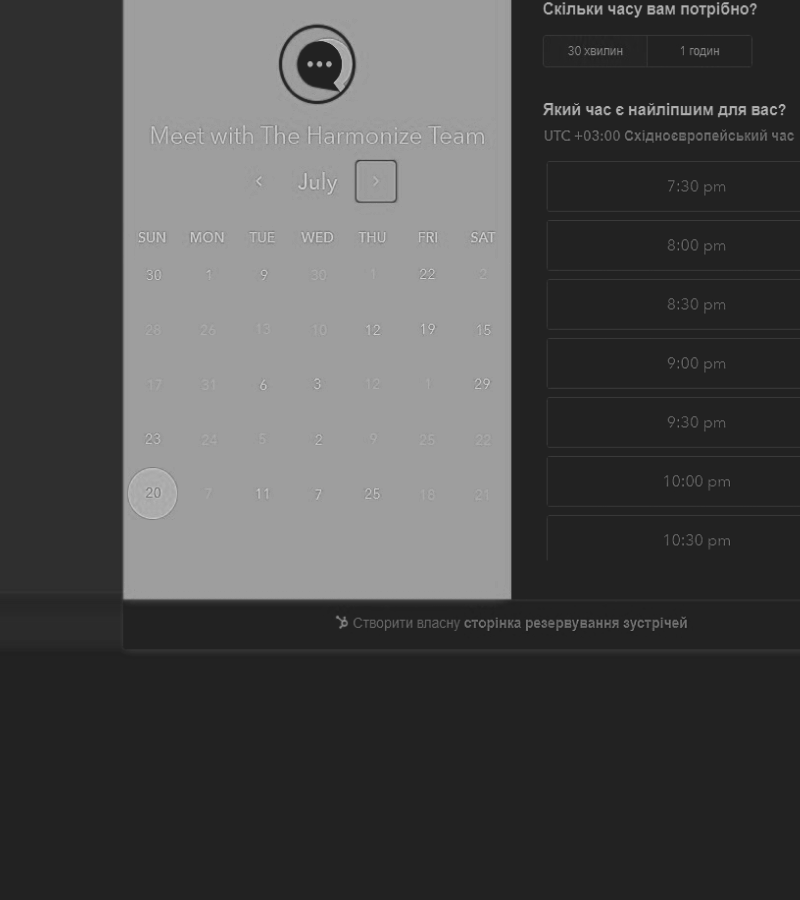 Meet with The Harmonize Team
July
SUN MON TUE WED THU FRI SAT
30 1 9 30 1 22 2
28 26 13 10 12 19 15
17 31 6 3 12 1 29
23 24 5 2 9 25 22
20 7 11 7 25 18 21
Скільки часу вам потрібно?
30 хвилин 1 годин
Який час є найліпшим для вас?
UTC +03:00 Східноєвропейський час
7:30 pm
8:00 pm
8:30 pm
9:00 pm
9:30 pm
10:00 pm
10:30 pm
Створити власну сторінка резервування зустрічей